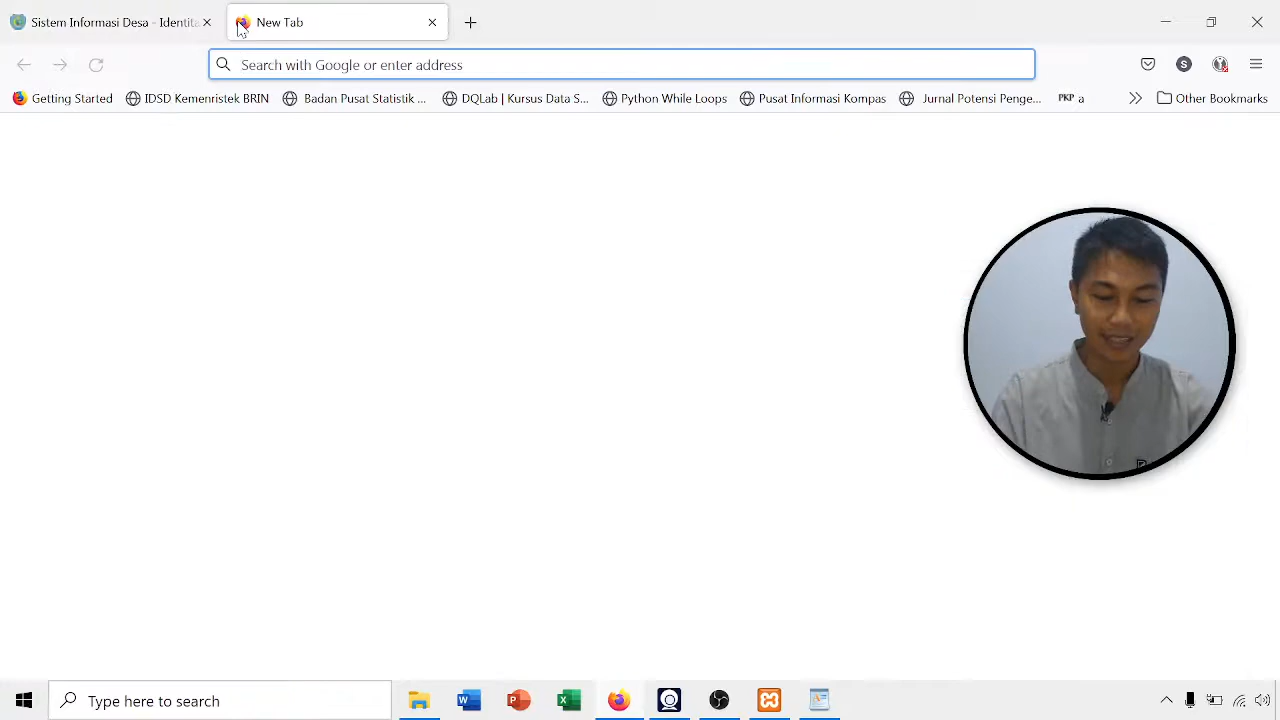 Sistem Informasi Desa - Identita
New Tab
Search with Google or enter address
S
Getting Started
IDSD Kemenristek BRIN
Badan Pusat Statistik ...
DQLab | Kursus Data S...
Python While Loops
Pusat Informasi Kompas
Jurnal Potensi Penge...
PKP a
Other Bookmarks
Type here to search